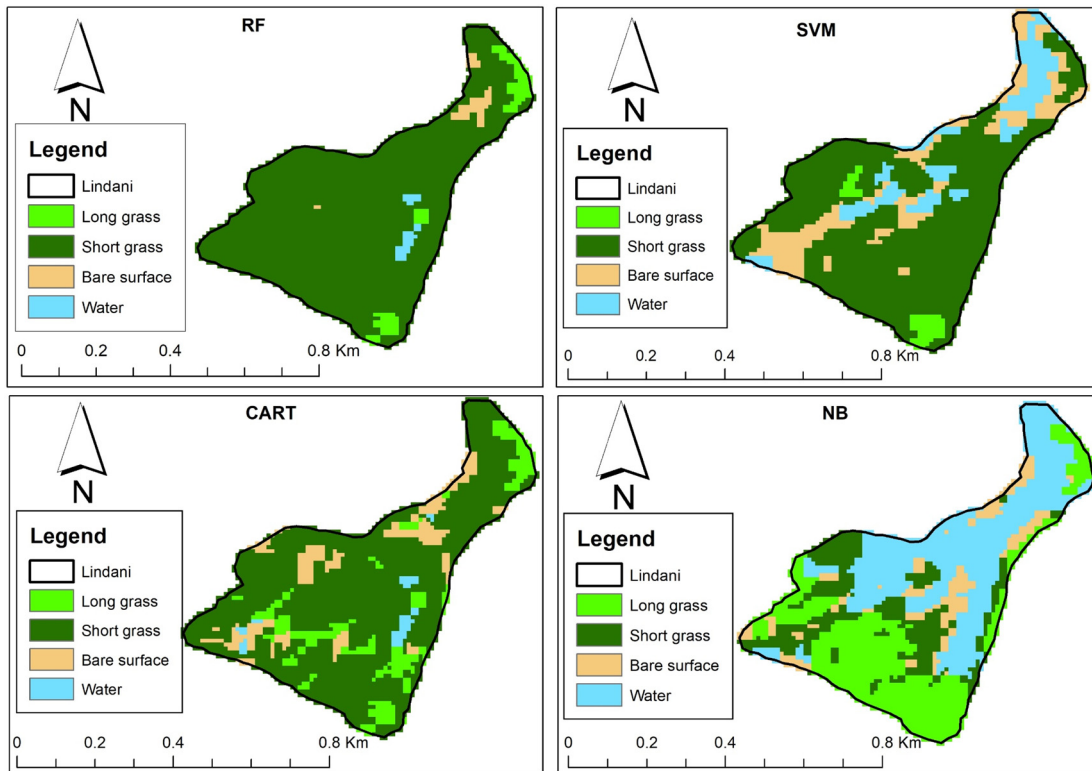 RF
N
Legend
Lindani
Long grass
Short grass
Bare surface
Water
0 0.2 0.4 0.8 Km
SVM
N
Legend
Lindani
Long grass
Short grass
Bare surface
Water
0 0.2 0.4 0.8 Km
CART
N
Legend
Lindani
Long grass
Short grass
Bare surface
Water
0 0.2 0.4 0.8 Km
NB
N
Legend
Lindani
Long grass
Short grass
Bare surface
Water
0 0.2 0.4 0.8 Km